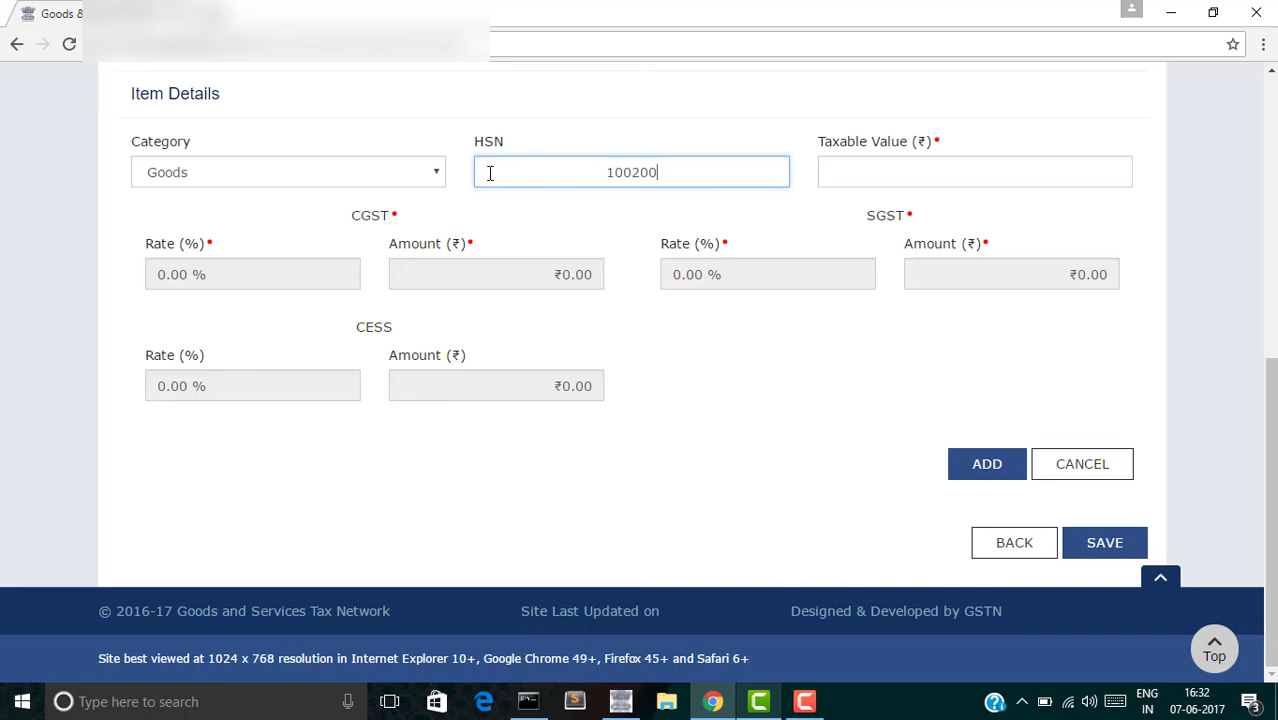 Goods &
Item Details
Category HSN Taxable Value (₹)•
Goods 100200
CGST• SGST•
Rate (%)• Amount (₹)• Rate (%)• Amount (₹)•
0.00 % ₹0.00 0.00 % ₹0.00
CESS
Rate (%) Amount (₹)
0.00 % ₹0.00
ADD CANCEL
BACK SAVE
© 2016-17 Goods and Services Tax Network Site Last Updated on Designed & Developed by GSTN
Site best viewed at 1024 x 768 resolution in Internet Explorer 10+, Google Chrome 49+, Firefox 45+ and Safari 6+
Top
Type here to search
ENG 16:32
IN 07-06-2017 3